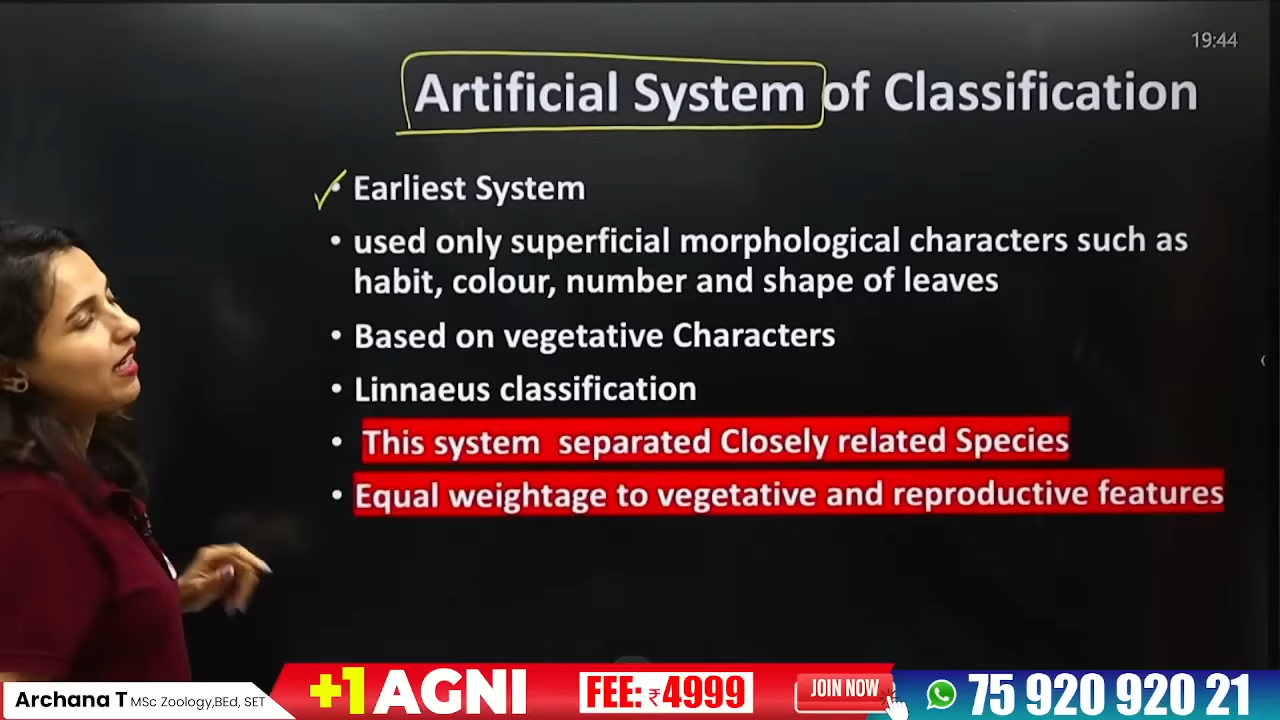 19:44
Artificial System of Classification
• Earliest System
• used only superficial morphological characters such as
habit, colour, number and shape of leaves
• Based on vegetative Characters
• Linnaeus classification
• This system separated Closely related Species
• Equal weightage to vegetative and reproductive features
Archana T MSc Zoology,BEd, SET
+1 AGNI
FEE: ₹4999
JOIN NOW
75 920 920 21